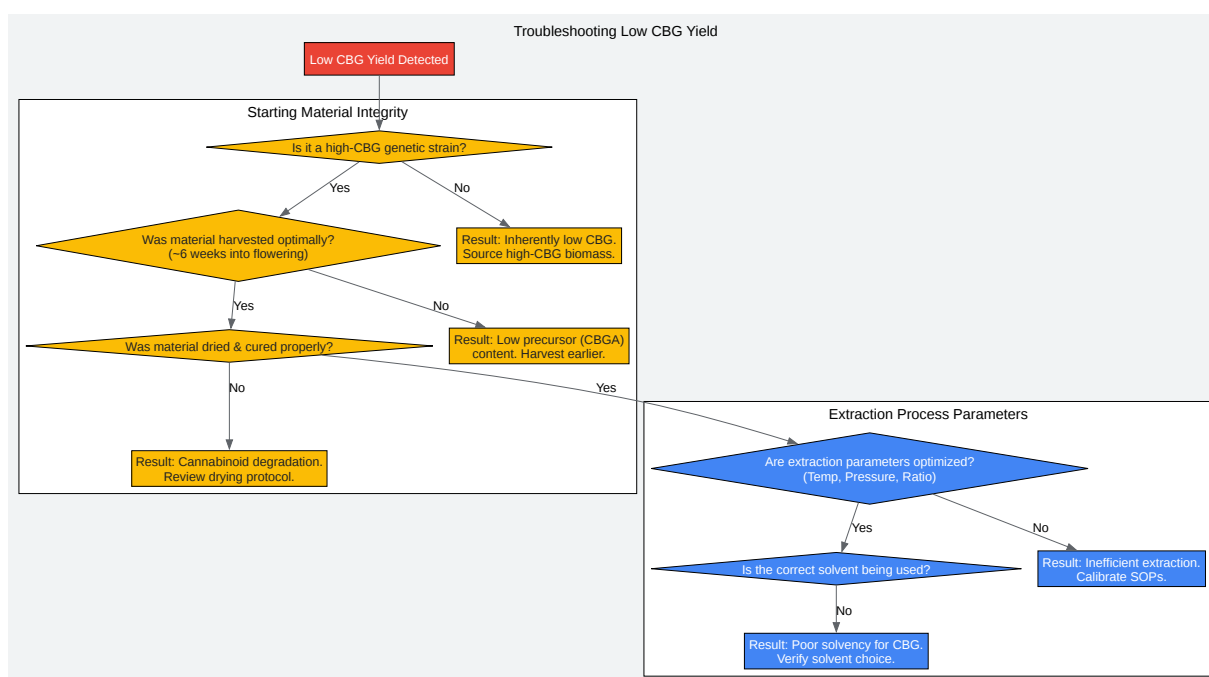 Troubleshooting Low CBG Yield
Low CBG Yield Detected
Starting Material Integrity
Is it a high-CBG genetic strain?
Yes
No
Was material harvested optimally?
(~6 weeks into flowering)
Result: Inherently low CBG.
Source high-CBG biomass.
Yes
No
Was material dried & cured properly?
Result: Low precursor (CBGA)
content. Harvest earlier.
No
Yes
Result: Cannabinoid degradation.
Review drying protocol.
Extraction Process Parameters
Are extraction parameters optimized?
(Temp, Pressure, Ratio)
Yes
No
Is the correct solvent being used?
Result: Inefficient extraction.
Calibrate SOPs.
No
Result: Poor solvency for CBG.
Verify solvent choice.